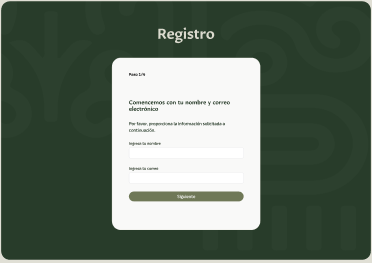 Registro
Paso 1/4
Comencemos con tu nombre y correo
electrónico
Por favor, proporciona la información solicitada a
continuación.
Ingresa tu nombre
Ingresa tu correo
Siguiente